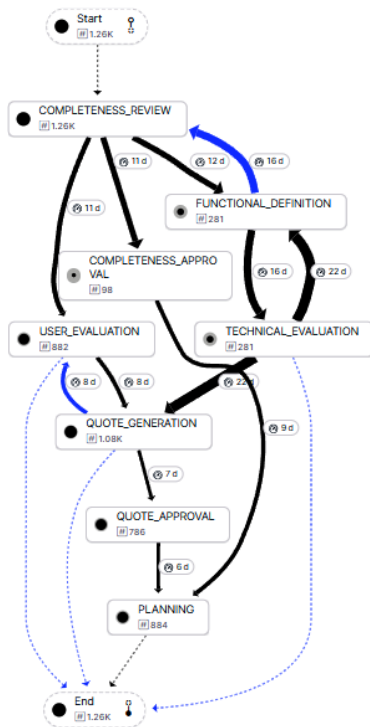 Start
# 1.26K
COMPLETENESS_REVIEW
# 1.26K
11 d
12 d
16 d
11 d
FUNCTIONAL_DEFINITION
# 281
COMPLETENESS_APPRO
VAL
# 98
16 d
22 d
USER_EVALUATION
# 882
TECHNICAL_EVALUATION
# 281
8 d
8 d
22 d
QUOTE_GENERATION
# 1.08K
9 d
7 d
QUOTE_APPROVAL
# 786
6 d
PLANNING
# 884
End
# 1.26K